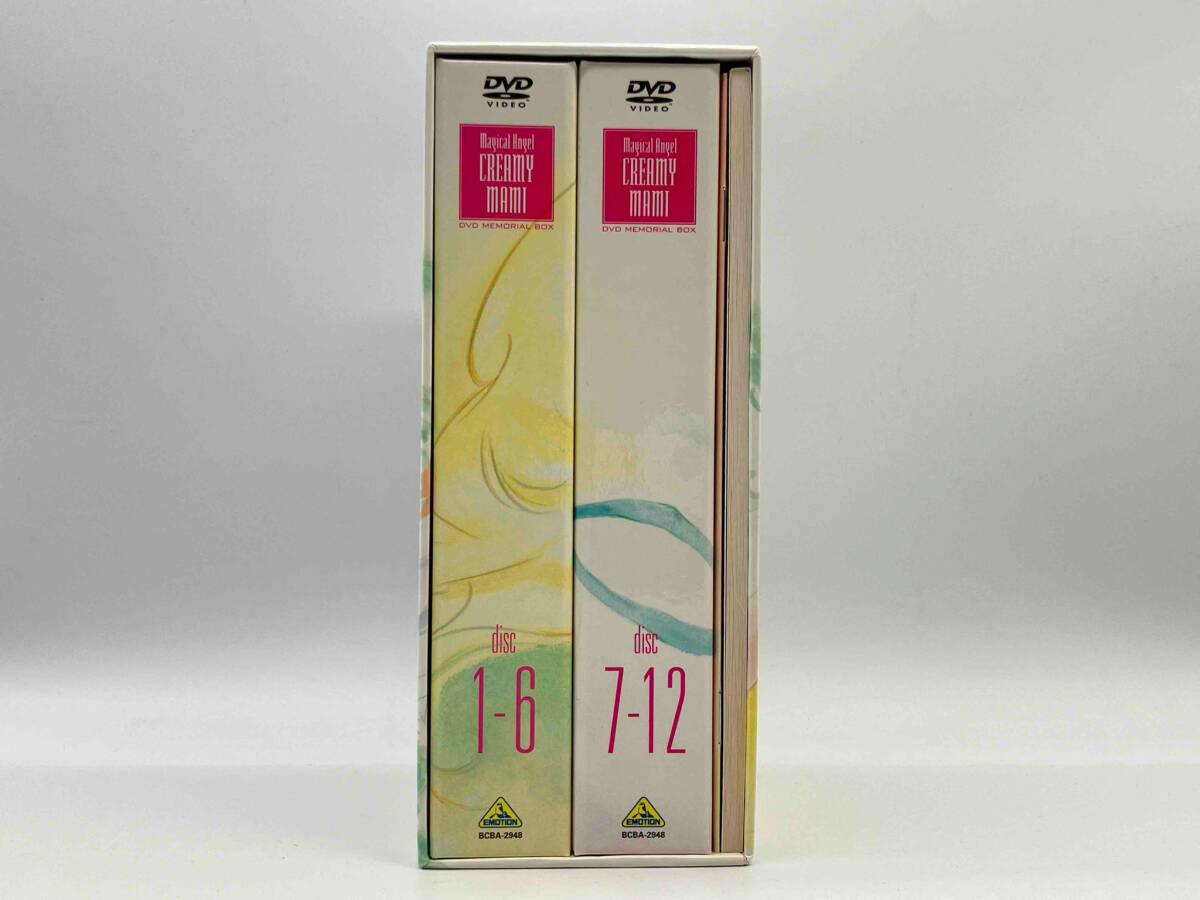 DVD
VIDEO
Magical Angel
CREAMY
MAMI
DVD MEMORIAL BOX
disc
1-6
EMOTION
BCBA-2948
DVD
VIDEO
Magical Angel
CREAMY
MAMI
DVD MEMORIAL BOX
disc
7-12
EMOTION
BCBA-2948